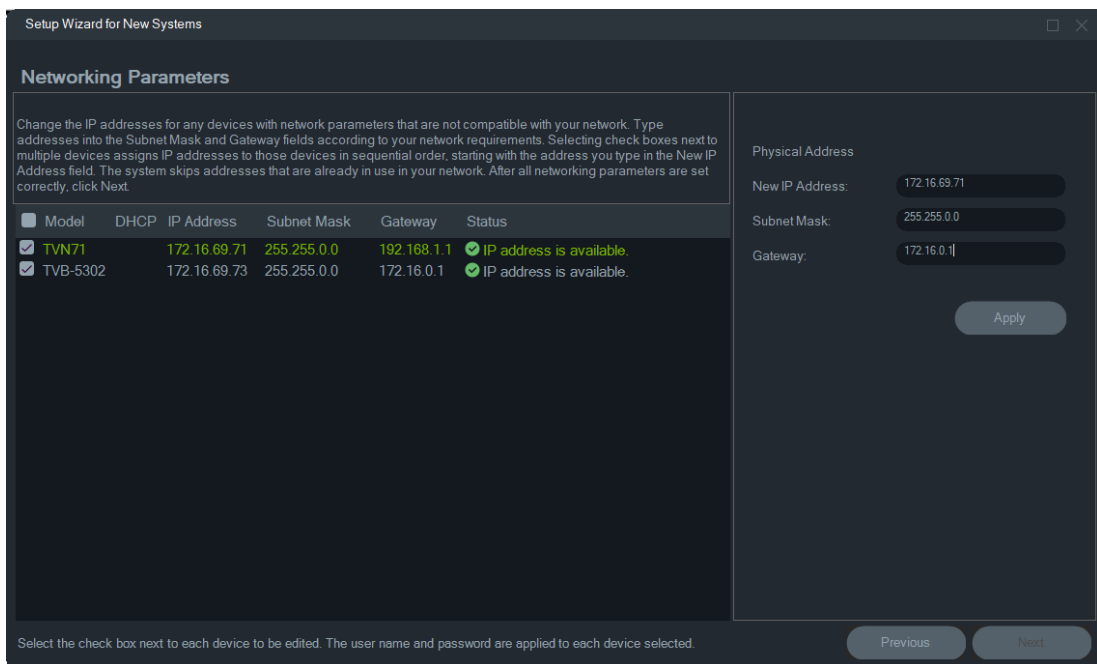 Setup Wizard for New Systems
Networking Parameters
Change the IP addresses for any devices with network parameters that are not compatible with your network. Type
addresses into the Subnet Mask and Gateway fields according to your network requirements. Selecting check boxes next to
multiple devices assigns IP addresses to those devices in sequential order, starting with the address you type in the New IP
Address field. The system skips addresses that are already in use in your network. After all networking parameters are set
correctly, click Next.
Model DHCP IP Address Subnet Mask Gateway Status
TVN71 172.16.69.71 255.255.0.0 192.168.1.1 IP address is available.
TVB-5302 172.16.69.73 255.255.0.0 172.16.0.1 IP address is available.
Physical Address
New IP Address: 172.16.69.71
Subnet Mask: 255.255.0.0
Gateway: 172.16.0.1
Apply
Select the check box next to each device to be edited. The user name and password are applied to each device selected.
Previous Next